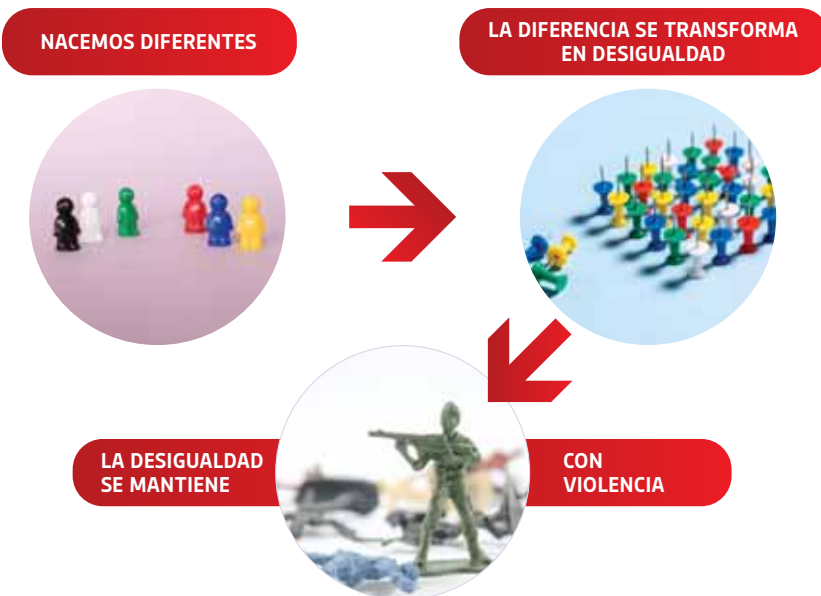 NACEMOS DIFERENTES
LA DIFERENCIA SE TRANSFORMA
EN DESIGUALDAD
LA DESIGUALDAD
SE MANTIENE
CON
VIOLENCIA